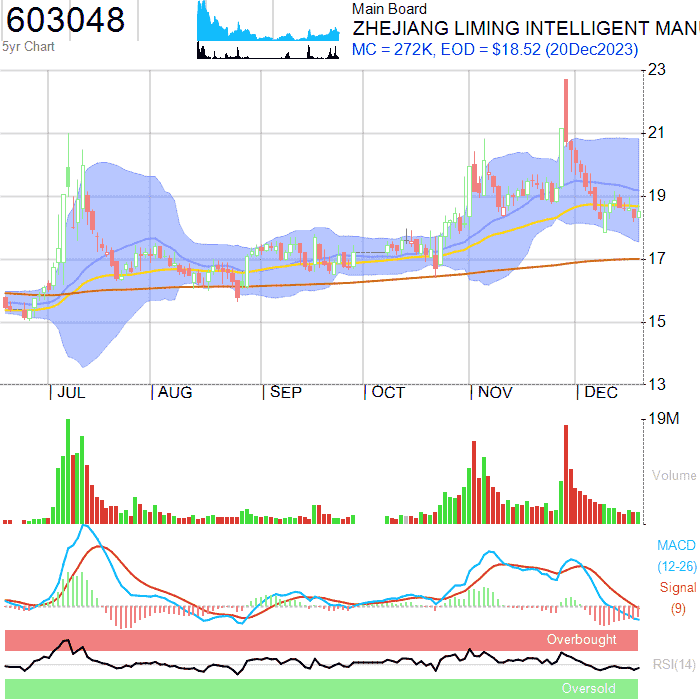 603048
5yr Chart
Main Board
ZHEJIANG LIMING INTELLIGENT MANU
MC = 272K, EOD = $18.52 (20Dec2023)
23
21
19
17
15
13
JUL AUG SEP OCT NOV DEC
19M
Volume
MACD
(12-26)
Signal
(9)
Overbought
RSI(14)
Oversold